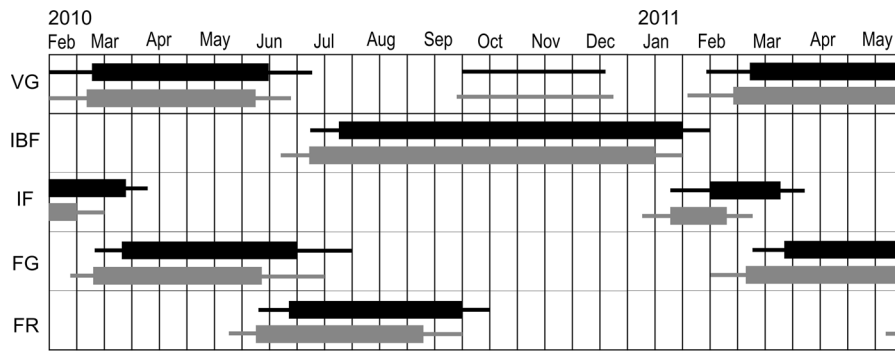 2010 2011
Feb Mar Apr May Jun Jul Aug Sep Oct Nov Dec Jan Feb Mar Apr May
VG
IBF
IF
FG
FR